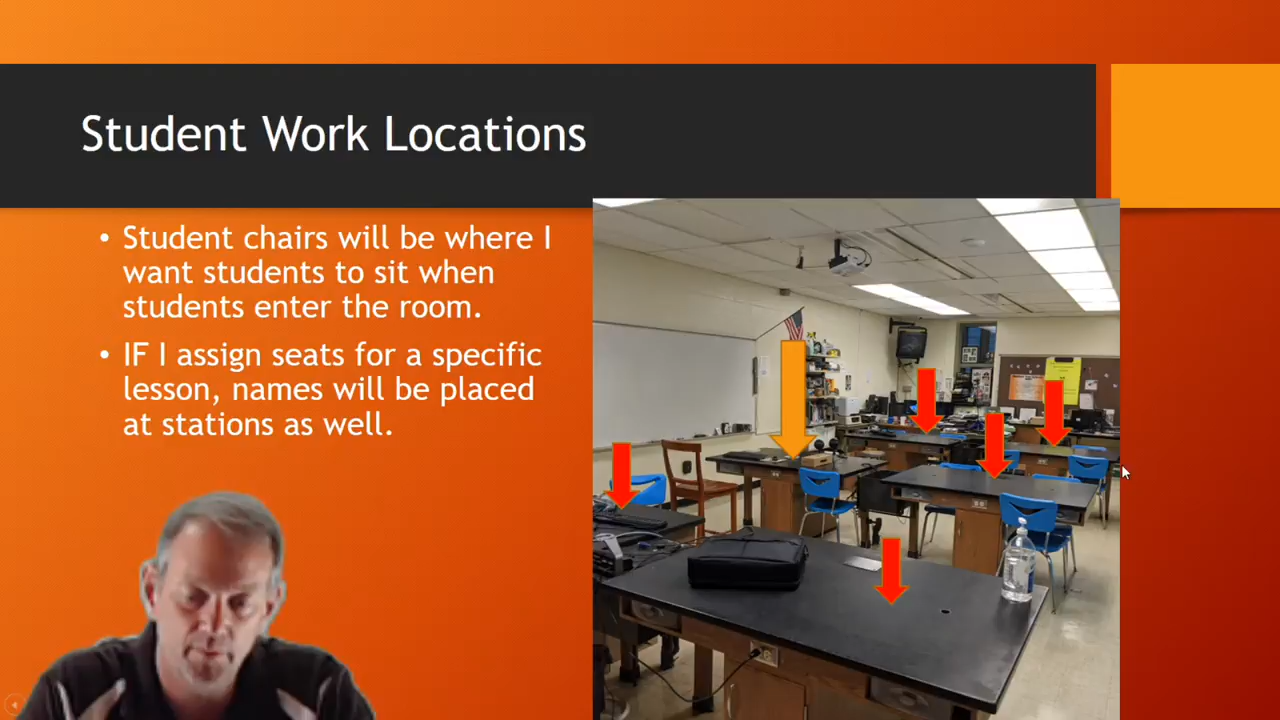 Student Work Locations
• Student chairs will be where I
want students to sit when
students enter the room.
• IF I assign seats for a specific
lesson, names will be placed
at stations as well.